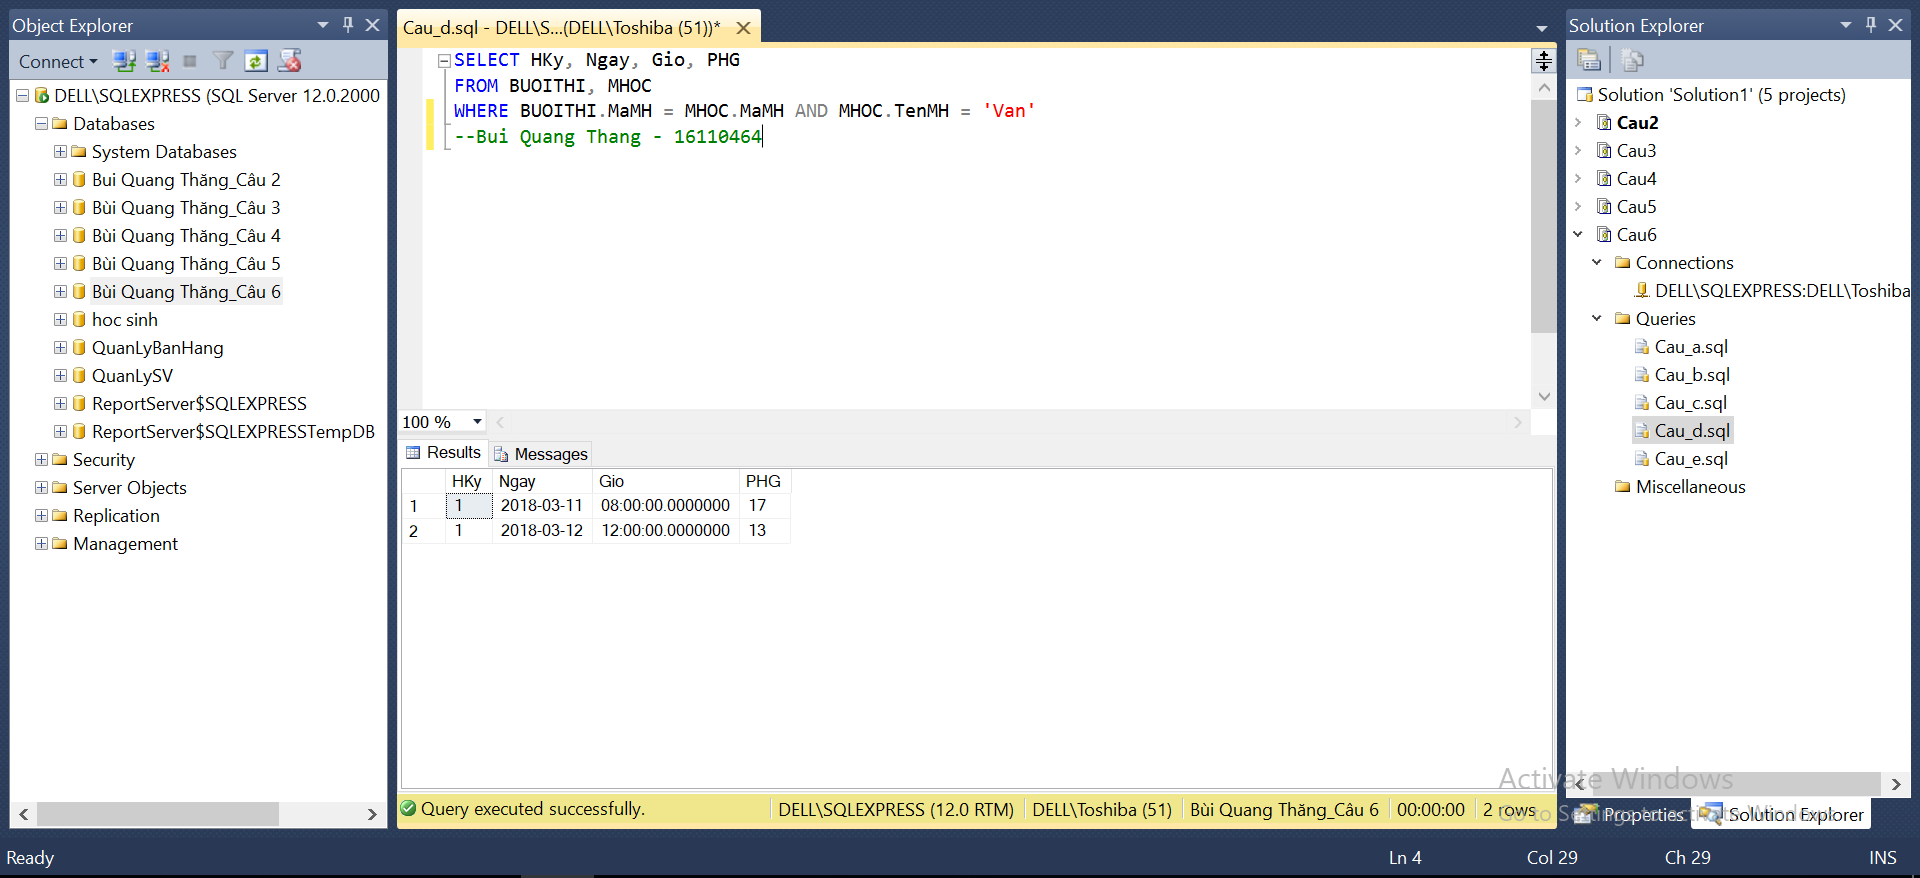 Object Explorer
Connect
DELL\SQLEXPRESS (SQL Server 12.0.2000
Databases
System Databases
Bui Quang Thăng_Câu 2
Bùi Quang Thăng_Câu 3
Bùi Quang Thăng_Câu 4
Bùi Quang Thăng_Câu 5
Bùi Quang Thăng_Câu 6
hoc sinh
QuanLyBanHang
QuanLySV
ReportServer$SQLEXPRESS
ReportServer$SQLEXPRESSTempDB
Security
Server Objects
Replication
Management
Cau_d.sql - DELL\S...(DELL\Toshiba (51))*
SELECT HKy, Ngay, Gio, PHG
FROM BUOITHI, MHOC
WHERE BUOITHI.MaMH = MHOC.MaMH AND MHOC.TenMH = 'Van'
--Bui Quang Thang - 16110464
100 %
Results Messages
HKy Ngay Gio PHG
1 1 2018-03-11 08:00:00.0000000 17
2 1 2018-03-12 12:00:00.0000000 13
Query executed successfully. DELL\SQLEXPRESS (12.0 RTM) DELL\Toshiba (51) Bùi Quang Thăng_Câu 6 00:00:00 2 rows
Solution Explorer
Solution 'Solution1' (5 projects)
Cau2
Cau3
Cau4
Cau5
Cau6
Connections
DELL\SQLEXPRESS:DELL\Toshiba
Queries
Cau_a.sql
Cau_b.sql
Cau_c.sql
Cau_d.sql
Cau_e.sql
Miscellaneous
Activate Windows
Go to Settings to activate Windows.
Properties Solution Explorer
Ready Ln 4 Col 29 Ch 29 INS